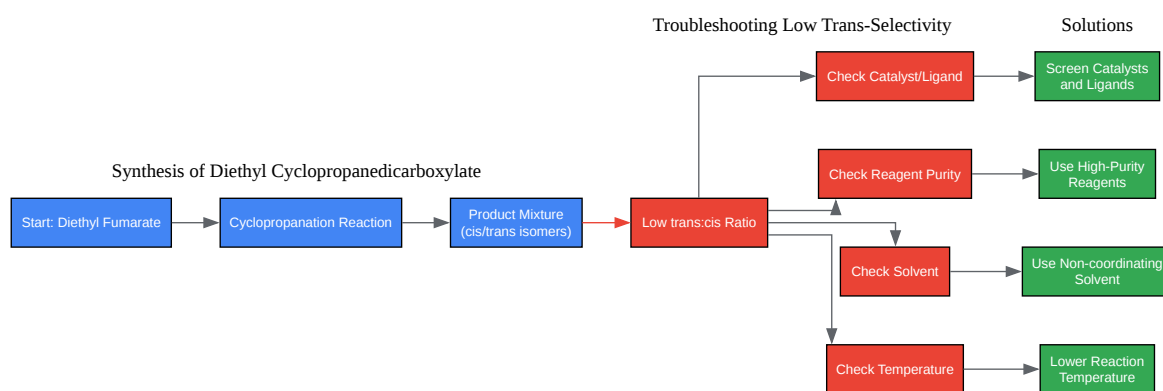 Troubleshooting Low Trans-Selectivity
Solutions
Check Catalyst/Ligand
Screen Catalysts
and Ligands
Synthesis of Diethyl Cyclopropanedicarboxylate
Check Reagent Purity
Use High-Purity
Reagents
Start: Diethyl Fumarate
Cyclopropanation Reaction
Product Mixture
(cis/trans isomers)
Low trans:cis Ratio
Check Solvent
Use Non-coordinating
Solvent
Check Temperature
Lower Reaction
Temperature